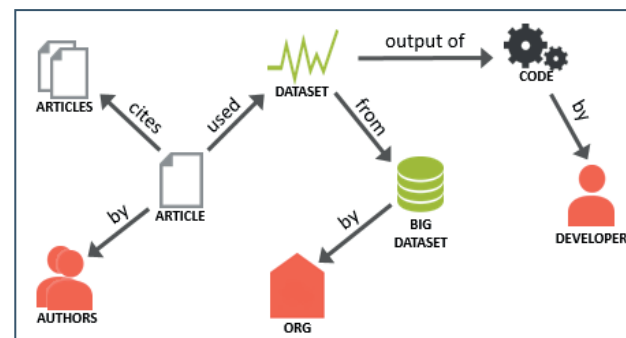 output of
ARTICLES
DATASET
CODE
cites
used
from
by
ARTICLE
by
by
BIG
DATASET
DEVELOPER
AUTHORS
ORG